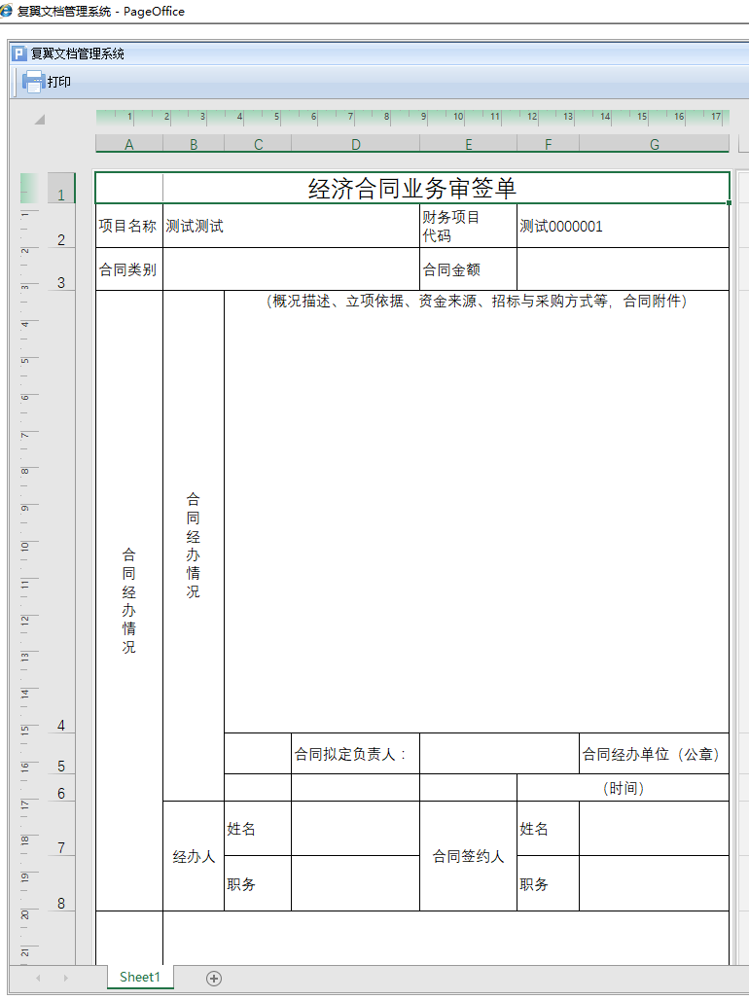 复翼文档管理系统 - PageOffice
复翼文档管理系统
打印
1 2 3 4 5 6 7 8 9 10 11 12 13 14 15 16 17
A B C D E F G
1 经济合同业务审签单
2 项目名称 测试测试 财务项目代码 测试0000001
3 合同类别 合同金额
(概况描述、立项依据、资金来源、招标与采购方式等，合同附件)
合同经办情况
合同经办情况
4
5 合同拟定负责人： 合同经办单位（公章）
6 (时间)
7 经办人 姓名 合同签约人 姓名
8 职务 职务
1
2
3
4
5
6
7
8
9
10
11
12
13
14
15
16
17
18
19
20
21
Sheet1